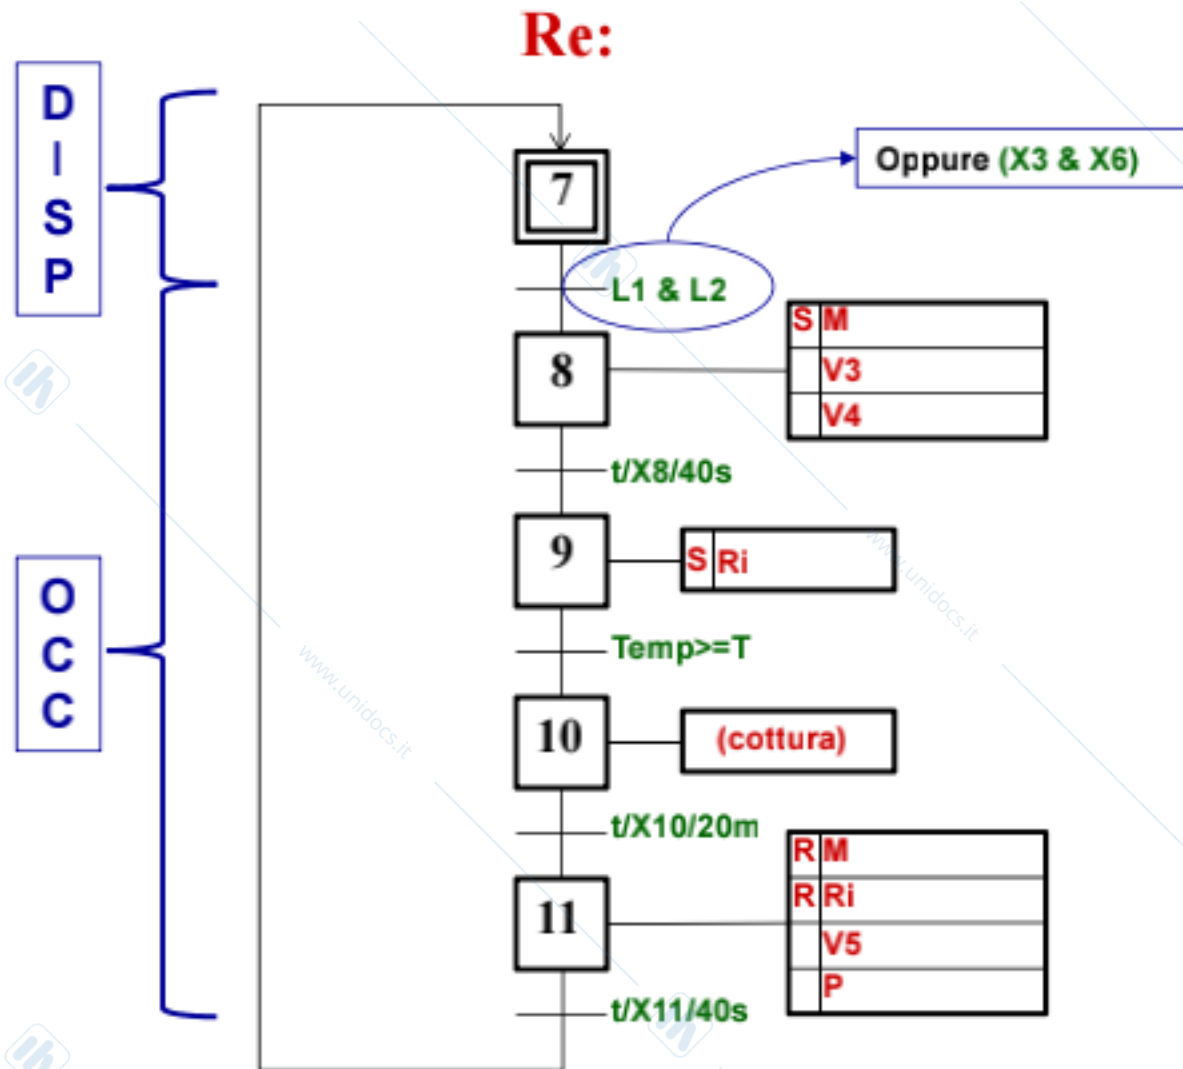 Re:
D
I
S
P
7
Oppure (X3 & X6)
L1 & L2
8
S M
V3
V4
t/X8/40s
9
S Ri
www.unidocs.it
O
C
C
Temp>=T
www.unidocs.it
10
(cottura)
t/X10/20m
11
R M
R Ri
V5
P
t/X11/40s